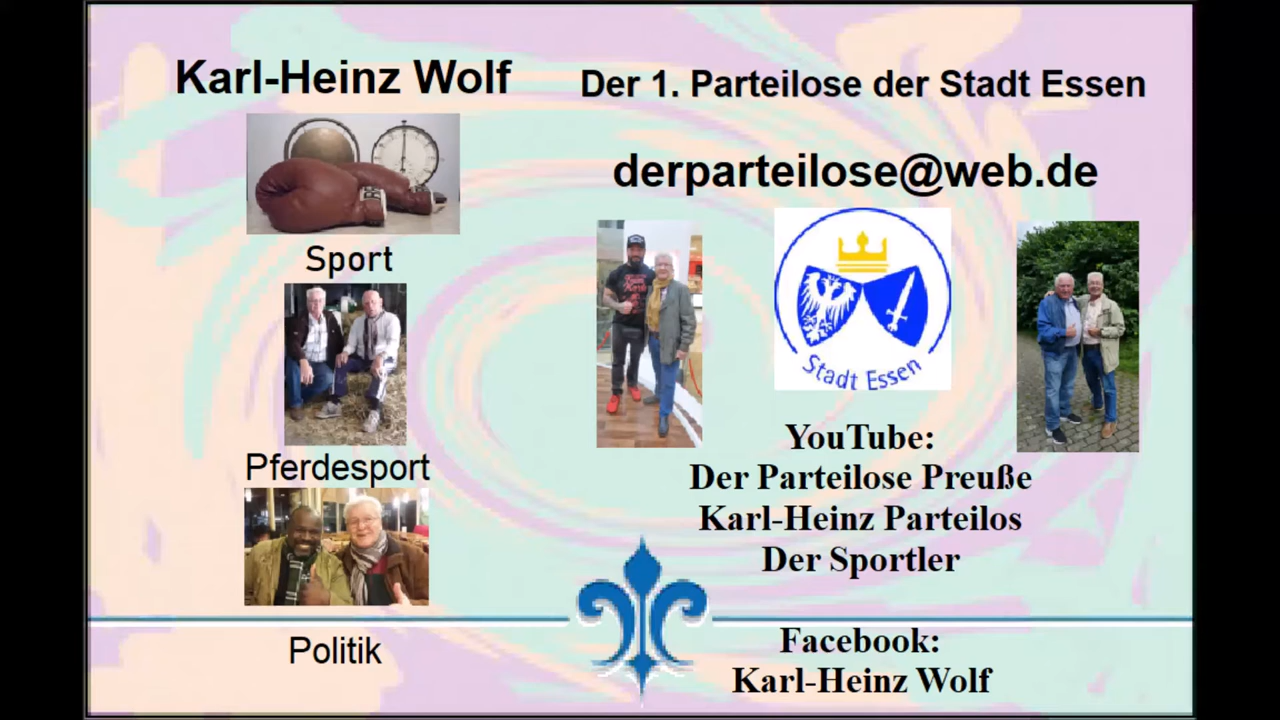 Karl-Heinz Wolf
Der 1. Parteilose der Stadt Essen
derparteilose@web.de
Sport
Stadt Essen
Pferdesport
YouTube:
Der Parteilose Preuße
Karl-Heinz Parteilos
Der Sportler
Politik
Facebook:
Karl-Heinz Wolf